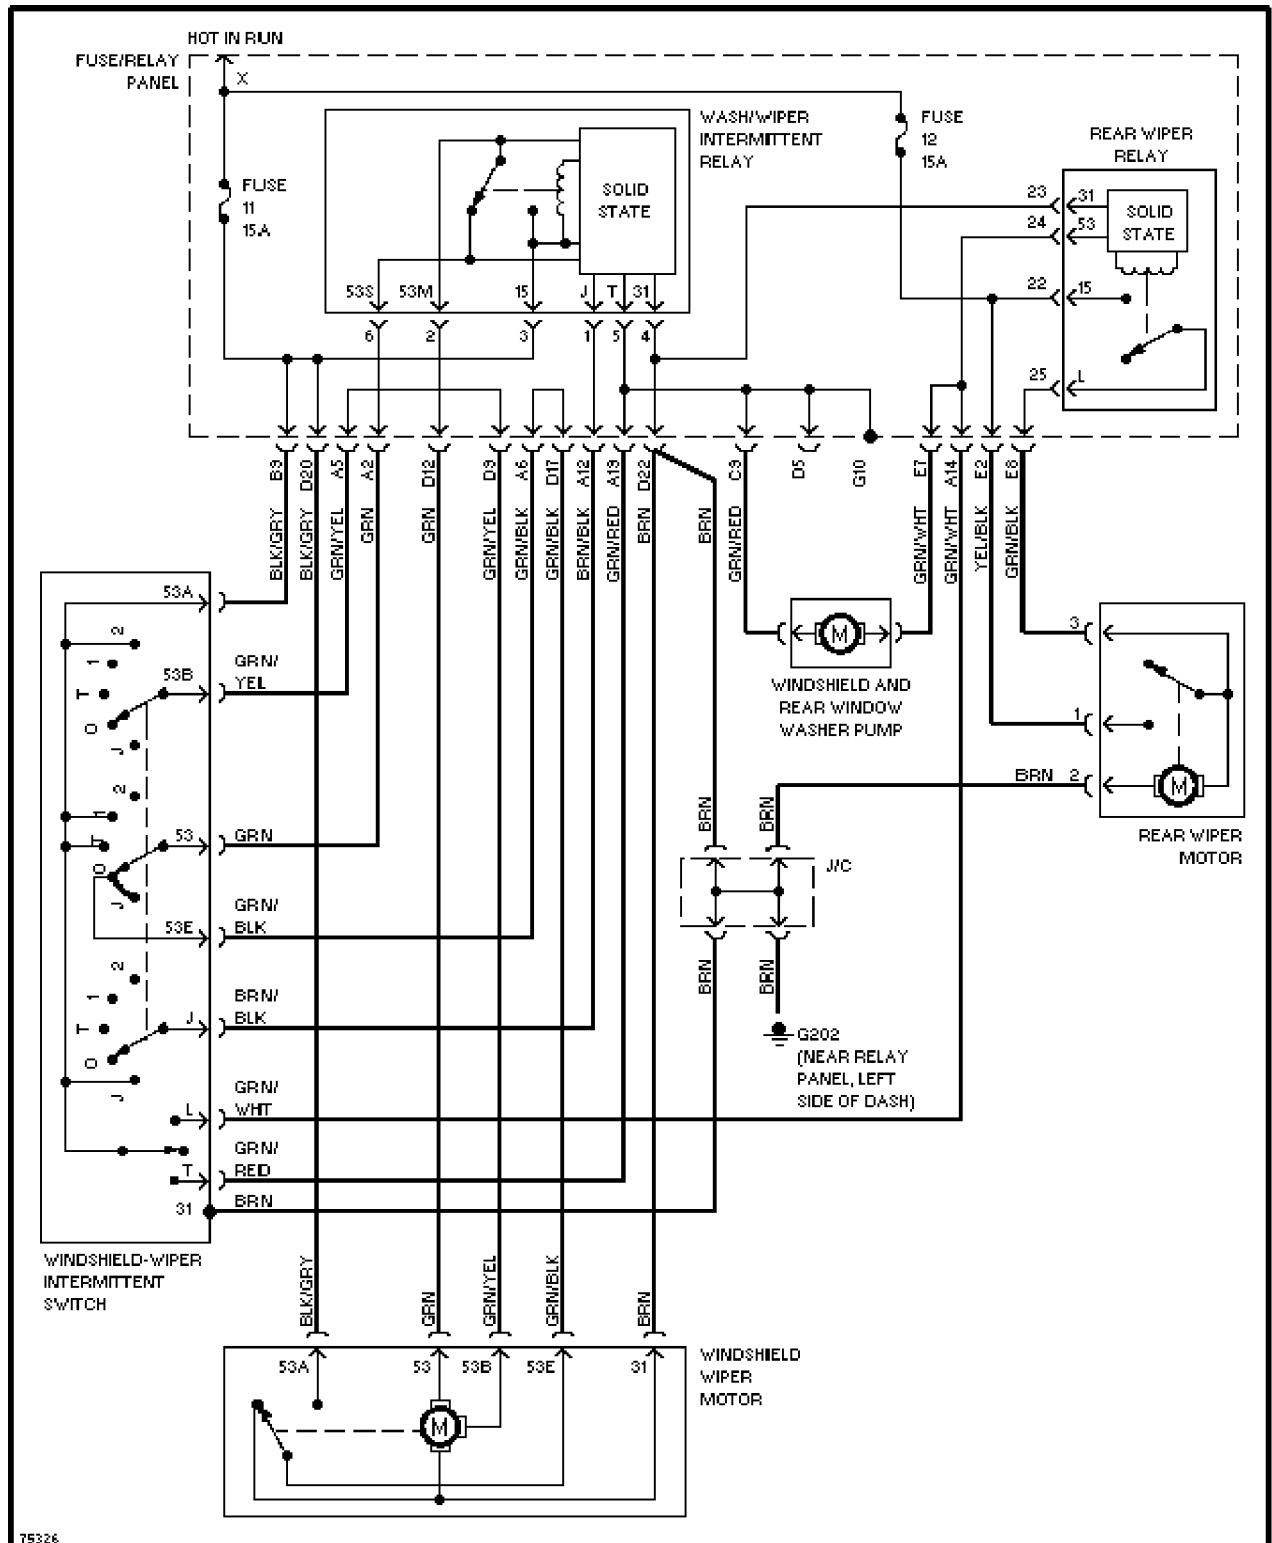 HOT IN RUN
FUSE/RELAY
PANEL
X
WASH/WIPER
INTERMITTENT
RELAY
FUSE
12
15A
REAR WIPER
RELAY
FUSE
11
15A
SOLID
STATE
SOLID
STATE
23
31
24
53
22
15
25
L
53S
53M
15
J
T
31
6
2
3
1
5
4
B9
D20
A5
A2
D12
D9
A6
D17
A12
A19
D22
C9
D5
G10
E7
A14
E2
E8
BLK/GRY
BLK/GRY
GRN/YEL
GRN
GRN
GRN/YEL
GRN/BLK
GRN/BLK
BRN/BLK
GRN/RED
BRN
BRN
GRN/RED
GRN/WHT
GRN/WHT
YEL/BLK
GRN/BLK
53A
2
1
T
O
J
53B
GRN/
YEL
M
WINDSHIELD AND
REAR WINDOW
WASHER PUMP
3
1
BRN
2
M
REAR WIPER
MOTOR
2
1
T
O
J
53
GRN
53E
GRN/
BLK
BRN
BRN
J/C
BRN
BRN
2
1
T
O
J
J
BRN/
BLK
G202
(NEAR RELAY
PANEL, LEFT
SIDE OF DASH)
L
GRN/
WHT
T
GRN/
RED
31
BRN
WINDSHIELD-WIPER
INTERMITTENT
SWITCH
BLK/GRY
GRN
GRN/YEL
GRN/BLK
BRN
53A
53
53B
53E
31
M
WINDSHIELD
WIPER
MOTOR
75326